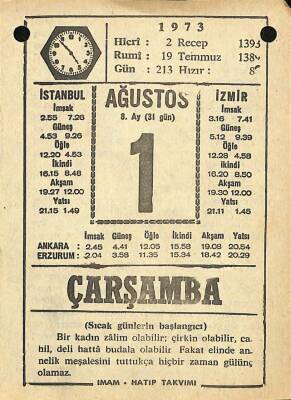 1973
Hicrî : 2 Recep 1393
Rumî : 19 Temmuz 138
Gün : 213 Hızır : 8
İSTANBUL
İmsak
2.55 7.26
Güneş
4.53 9.26
Öğle
12.20 4.53
İkindi
16.15 8.48
Akşam
19.27 12.00
Yatsı
21.15 1.49
AĞUSTOS
8. Ay (31 gün)
1
İZMİR
İmsak
3.16 7.41
Güneş
5.12 9.39
Öğle
12.28 4.58
İkindi
16.20 8.50
Akşam
12.00
Yatsı
21.11 1.45
İmsak Güneş Öğle İkindi Akşam Yatsı
ANKARA : 2.45 4.41 12.05 15.58 19.08 20.54
ERZURUM : 2.04 3.58 11.35 15.34 18.42 20.29
ÇARŞAMBA
(Sıcak günlerin başlangıcı)
Bir kadın zâlim olabilir; çirkin olabilir, ca-
hil, deli hattâ budala olabilir Fakat elinde an-
nelik meşalesini tuttukça hiçbir zaman gülünç
olamaz.
İMAM - HATİP TAKVİMİ